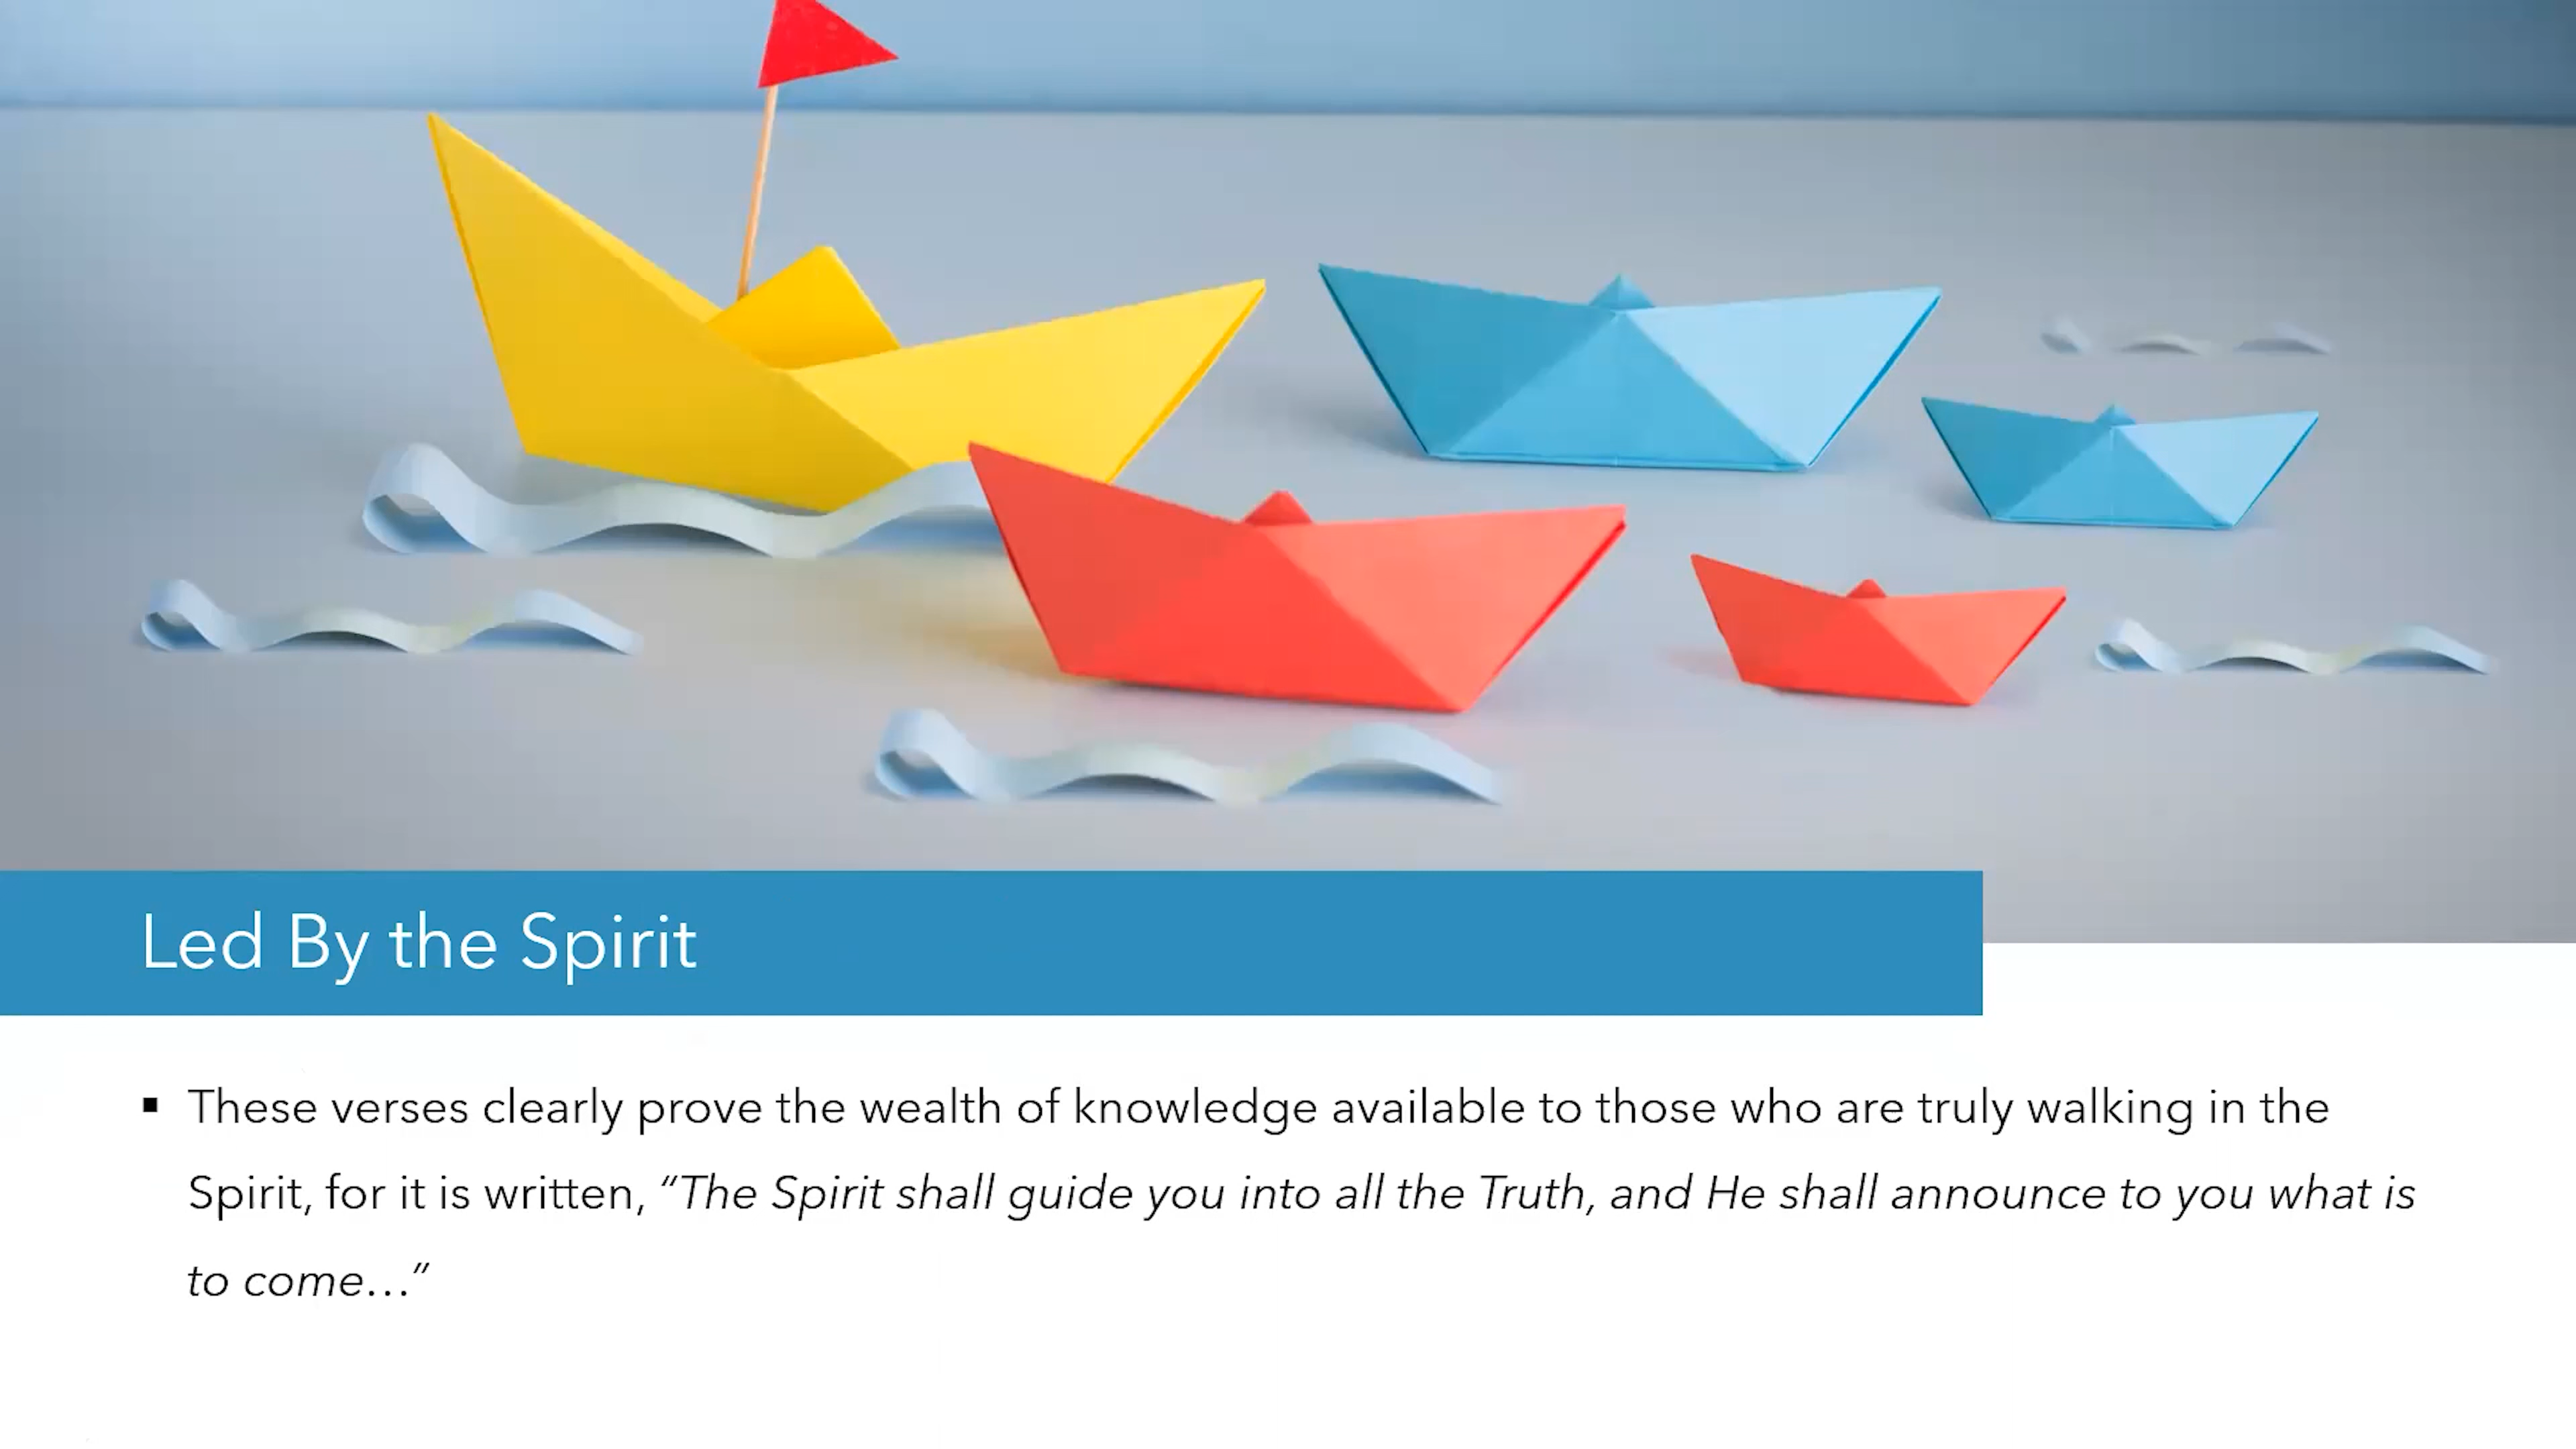 Led By the Spirit
▪ These verses clearly prove the wealth of knowledge available to those who are truly walking in the
Spirit, for it is written, “The Spirit shall guide you into all the Truth, and He shall announce to you what is
to come…”